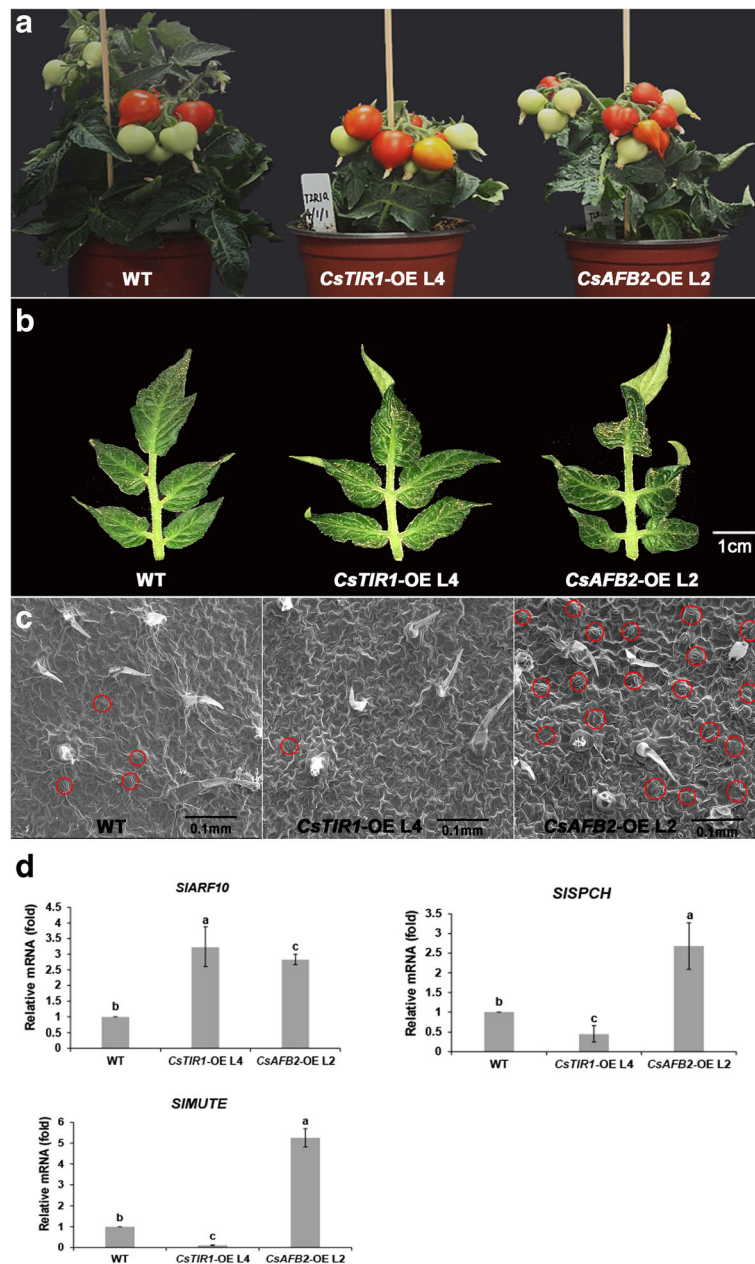 a
T2R1Q
4/1/1
WT
CsTIR1-OE L4
CsAFB2-OE L2
b
WT
CsTIR1-OE L4
CsAFB2-OE L2
1cm
c
WT
0.1mm
CsTIR1-OE L4
0.1mm
CsAFB2-OE L2
0.1mm
d
SlARF10
Relative mRNA (fold)
4.5
4
3.5
3
2.5
2
1.5
1
0.5
0
b
a
c
WT
CsTIR1-OE L4
CsAFB2-OE L2
SlSPCH
Relative mRNA (fold)
3.5
3
2.5
2
1.5
1
0.5
0
b
c
a
WT
CsTIR1-OE L4
CsAFB2-OE L2
SlMUTE
Relative mRNA (fold)
6
5
4
3
2
1
0
b
c
a
WT
CsTIR1-OE L4
CsAFB2-OE L2